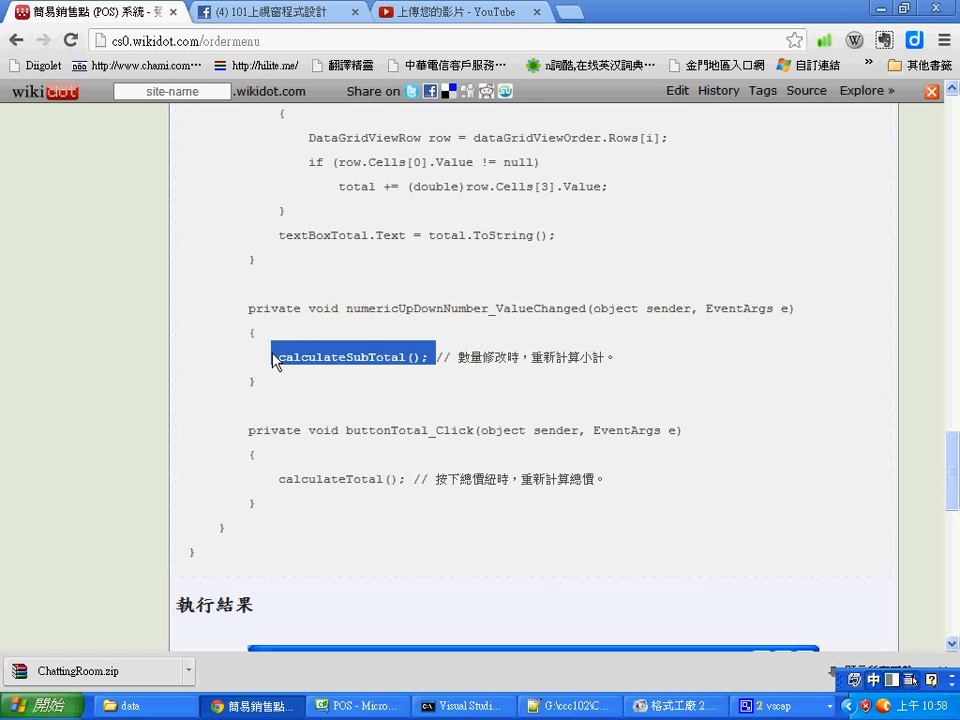 簡易銷售點 (POS) 系統 -
(4) 101上視窗程式設計
上傳您的影片 - YouTube
cs0.wikidot.com/ordermenu
Diigolet
http://www.chami.com…
http://hilite.me/
翻譯精靈
中華電信客戶服務…
n詞酷,在线英汉词典…
金門地區入口網
自訂連結
»
其他書籤
wikidot
site-name
.wikidot.com
Share on
Edit History Tags Source Explore »
{
DataGridViewRow row = dataGridViewOrder.Rows[i];
if (row.Cells[0].Value != null)
total += (double)row.Cells[3].Value;
}
textBoxTotal.Text = total.ToString();
}
private void numericUpDownNumber_ValueChanged(object sender, EventArgs e)
{
calculateSubTotal(); // 數量修改時，重新計算小計。
}
private void buttonTotal_Click(object sender, EventArgs e)
{
calculateTotal(); // 按下總價鈕時，重新計算總價。
}
}
}
執行結果
ChattingRoom.zip
中
開始
data
簡易銷售點...
POS - Micro...
Visual Studi...
G:\ccc102\C...
格式工廠 2....
2 vscap
上午 10:58